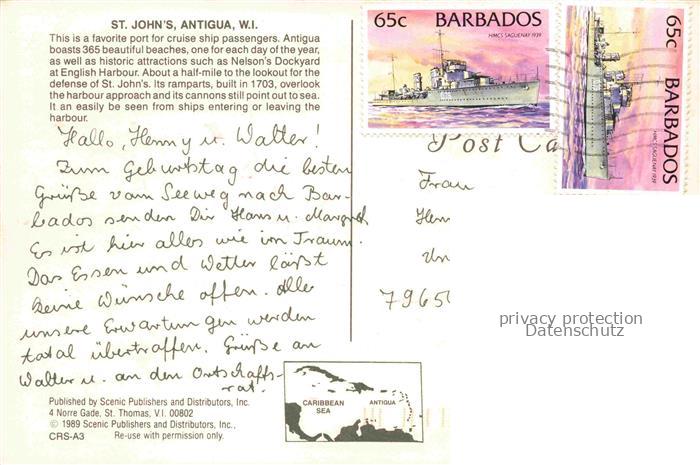 ST. JOHN'S, ANTIGUA, W.I.
This is a favorite port for cruise ship passengers. Antigua
boasts 365 beautiful beaches, one for each day of the year,
as well as historic attractions such as Nelson's Dockyard
at English Harbour. About a half-mile to the lookout for the
defense of St. John's. Its ramparts, built in 1703, overlook
the harbour approach and its cannons still point out to sea.
It an easily be seen from ships entering or leaving the
harbour.
Hallo, Henny u. Walter!
Zum Geburtstag die besten
Grüße vom Seeweg nach Bar-
bados senden Dir Hans u. Margreth
Es ist hier alles wie im Traum.
Das Essen und Wetter läßt
keine Wünsche offen. Alle
unsere Erwartungen werden
total übertroffen. Grüße an
Walter u. an den Ortschafts-
rat.
Published by Scenic Publishers and Distributors, Inc.
4 Norre Gade, St. Thomas, V.I. 00802
© 1989 Scenic Publishers and Distributors, Inc.
CRS-A3 Re-use with permission only.
CARIBBEAN
SEA
ANTIGUA
65c BARBADOS
HMCS SAGUENAY 1939
65c BARBADOS
HMCS SAGUENAY 1939
Post Ca
Frau
Hen
7965
privacy protection
Datenschutz